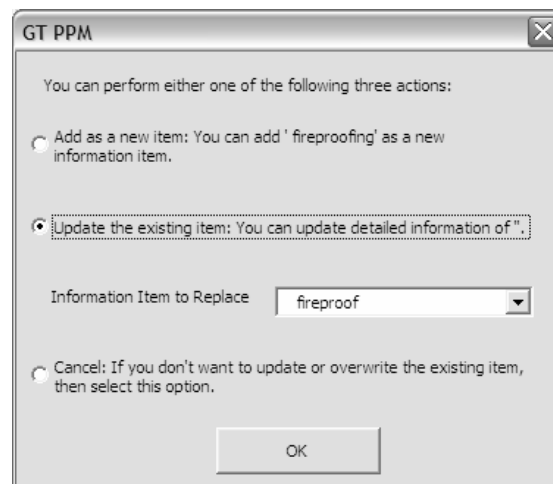 GT PPM
You can perform either one of the following three actions:
Add as a new item: You can add ' fireproofing' as a new
information item.
Update the existing item: You can update detailed information of ''.
Information Item to Replace
fireproof
Cancel: If you don't want to update or overwrite the existing item,
then select this option.
OK